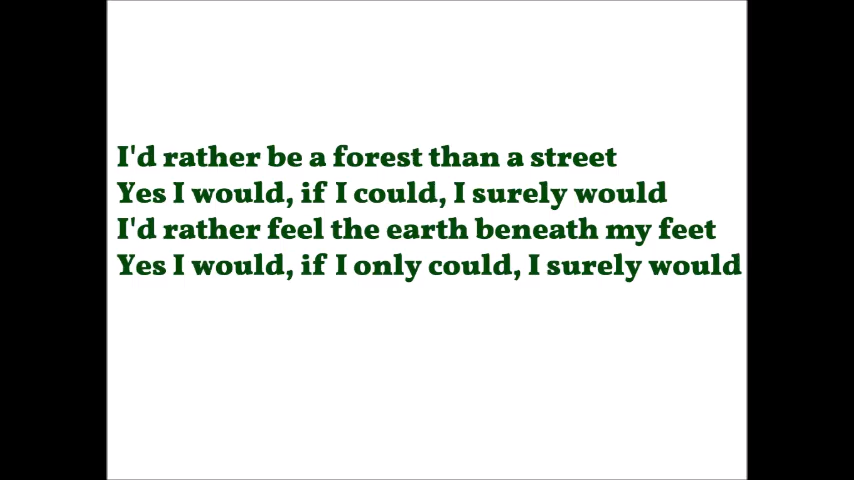 I'd rather be a forest than a street
Yes I would, if I could, I surely would
I'd rather feel the earth beneath my feet
Yes I would, if I only could, I surely would